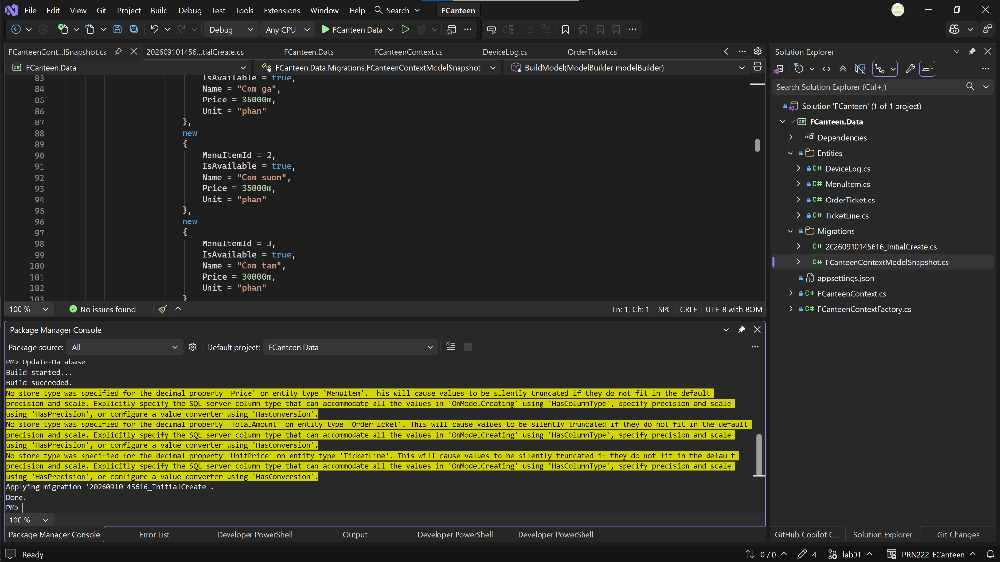 File Edit View Git Project Build Debug Test Tools Extensions Window Help Search FCanteen
Debug Any CPU FCanteen.Data
FCanteenCont...lSnapshot.cs 202609101456...tialCreate.cs FCanteen.Data FCanteenContext.cs DeviceLog.cs OrderTicket.cs
FCanteen.Data FCanteen.Data.Migrations.FCanteenContextModelSnapshot BuildModel(ModelBuilder modelBuilder)
83 IsAvailable = true,
84 Name = "Com ga",
85 Price = 35000m,
86 Unit = "phan"
87 },
88 new
89 {
90 MenuItemId = 2,
91 IsAvailable = true,
92 Name = "Com suon",
93 Price = 35000m,
94 Unit = "phan"
95 },
96 new
97 {
98 MenuItemId = 3,
99 IsAvailable = true,
100 Name = "Com tam",
101 Price = 30000m,
102 Unit = "phan"
103 },
100 % No issues found Ln: 1, Ch: 1 SPC CRLF UTF-8 with BOM
Package Manager Console
Package source: All Default project: FCanteen.Data
PM> Update-Database
Build started...
Build succeeded.
No store type was specified for the decimal property 'Price' on entity type 'MenuItem'. This will cause values to be silently truncated if they do not fit in the default
precision and scale. Explicitly specify the SQL server column type that can accommodate all the values in 'OnModelCreating' using 'HasColumnType', specify precision and scale
using 'HasPrecision', or configure a value converter using 'HasConversion'.
No store type was specified for the decimal property 'TotalAmount' on entity type 'OrderTicket'. This will cause values to be silently truncated if they do not fit in the default
precision and scale. Explicitly specify the SQL server column type that can accommodate all the values in 'OnModelCreating' using 'HasColumnType', specify precision and scale
using 'HasPrecision', or configure a value converter using 'HasConversion'.
No store type was specified for the decimal property 'UnitPrice' on entity type 'TicketLine'. This will cause values to be silently truncated if they do not fit in the default
precision and scale. Explicitly specify the SQL server column type that can accommodate all the values in 'OnModelCreating' using 'HasColumnType', specify precision and scale
using 'HasPrecision', or configure a value converter using 'HasConversion'.
Applying migration '20260910145616_InitialCreate'.
Done.
PM>
100 %
Package Manager Console Error List Developer PowerShell Output Developer PowerShell Developer PowerShell
Solution Explorer
Search Solution Explorer (Ctrl+;)
Solution 'FCanteen' (1 of 1 project)
C# FCanteen.Data
Dependencies
Entities
C# DeviceLog.cs
C# MenuItem.cs
C# OrderTicket.cs
C# TicketLine.cs
Migrations
C# 20260910145616_InitialCreate.cs
C# FCanteenContextModelSnapshot.cs
appsettings.json
C# FCanteenContext.cs
C# FCanteenContextFactory.cs
GitHub Copilot C... Solution Explorer Git Changes
Ready 0 / 0 4 lab01 PRN222-FCanteen